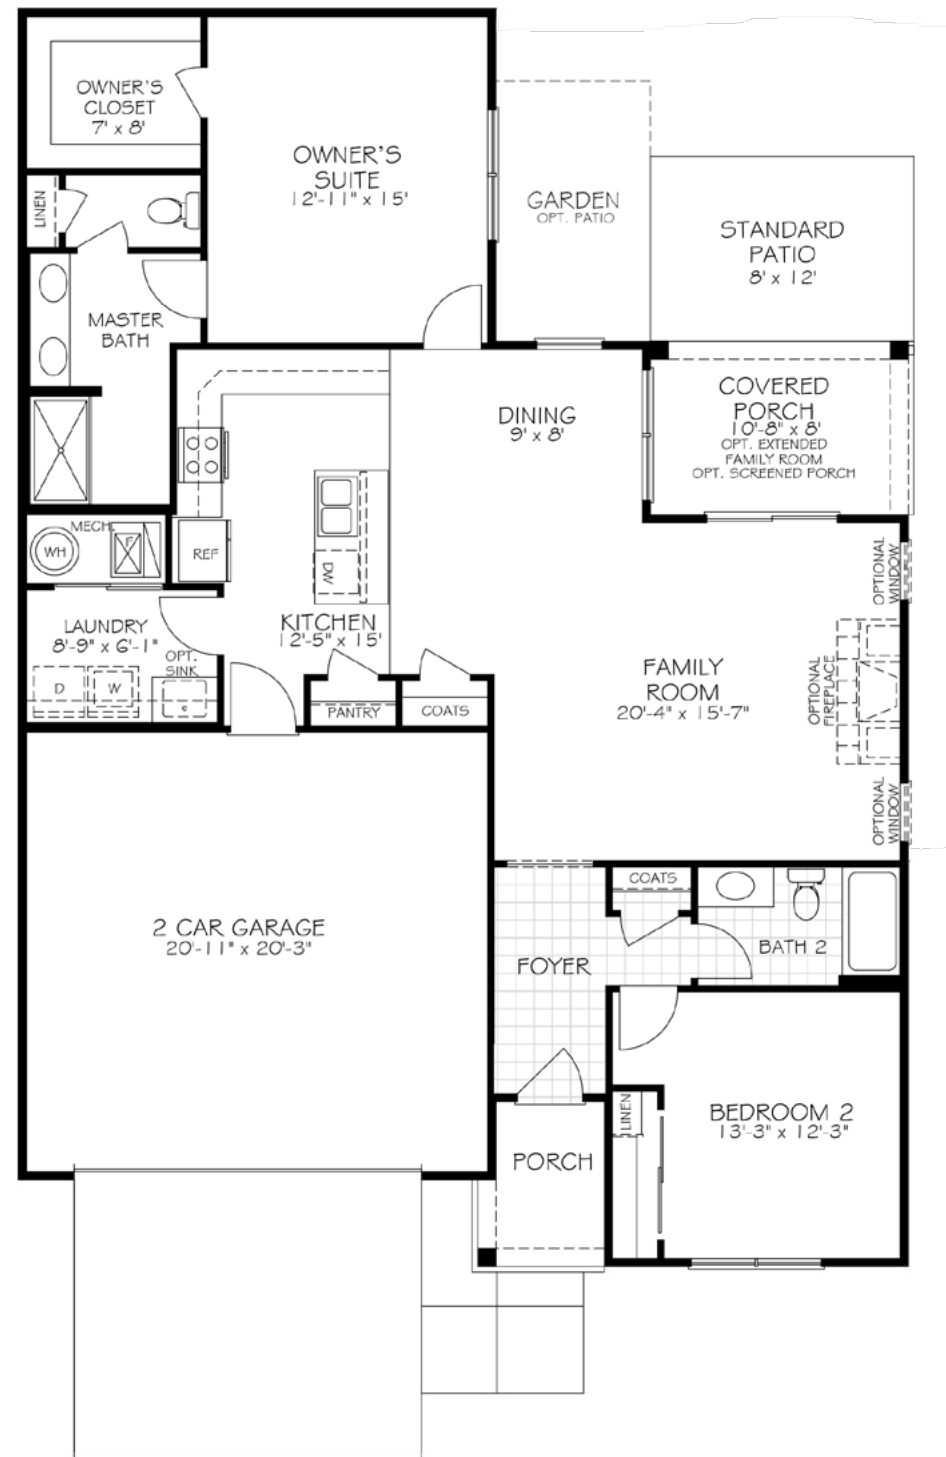 OWNER'S
CLOSET
7' x 8'
OWNER'S
SUITE
12'-11" x 15'
LINEN
GARDEN
OPT. PATIO
STANDARD
PATIO
8' x 12'
MASTER
BATH
DINING
9' x 8'
COVERED
PORCH
10'-8" x 8'
OPT. EXTENDED
FAMILY ROOM
OPT. SCREENED PORCH
MECH.
WH
F
REF
DW
OPTIONAL
WINDOW
KITCHEN
12'-5" x 15'
LAUNDRY
8'-9" x 6'-1"
OPT.
SINK
D
W
PANTRY
COATS
FAMILY
ROOM
20'-4" x 15'-7"
OPTIONAL
FIREPLACE
OPTIONAL
WINDOW
2 CAR GARAGE
20'-11" x 20'-3"
COATS
FOYER
BATH 2
LINEN
BEDROOM 2
13'-3" x 12'-3"
PORCH